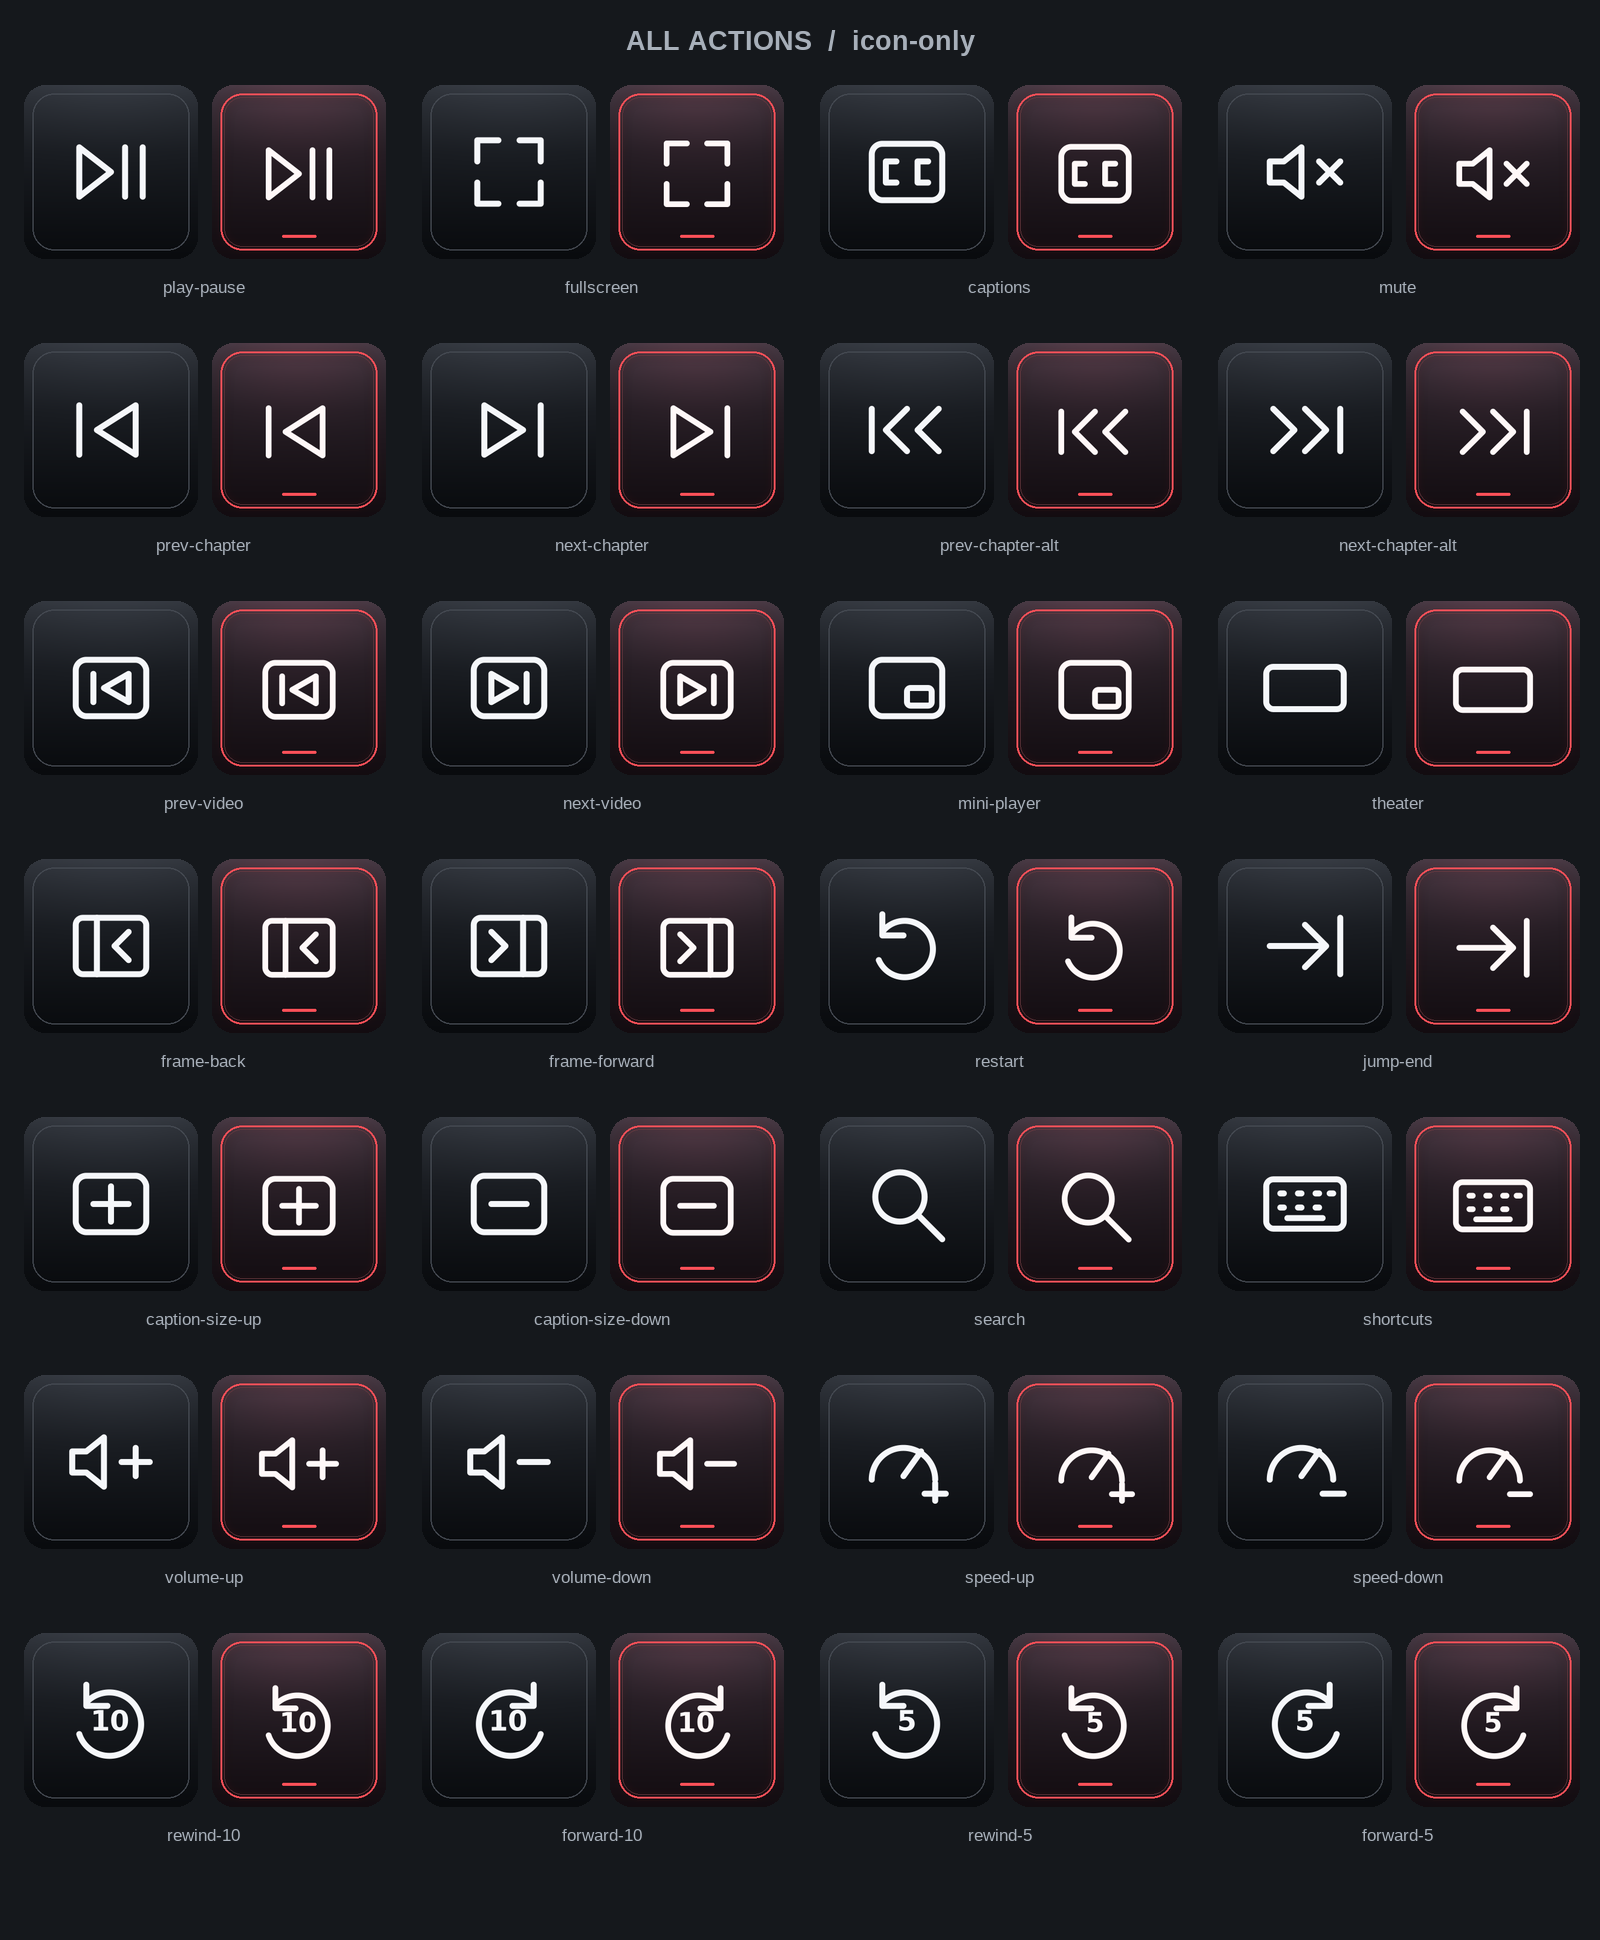 ALL ACTIONS / icon-only
play-pause
fullscreen
captions
mute
prev-chapter
next-chapter
prev-chapter-alt
next-chapter-alt
prev-video
next-video
mini-player
theater
frame-back
frame-forward
restart
jump-end
caption-size-up
caption-size-down
search
shortcuts
volume-up
volume-down
speed-up
speed-down
10
10
10
10
5
5
5
5
rewind-10
forward-10
rewind-5
forward-5